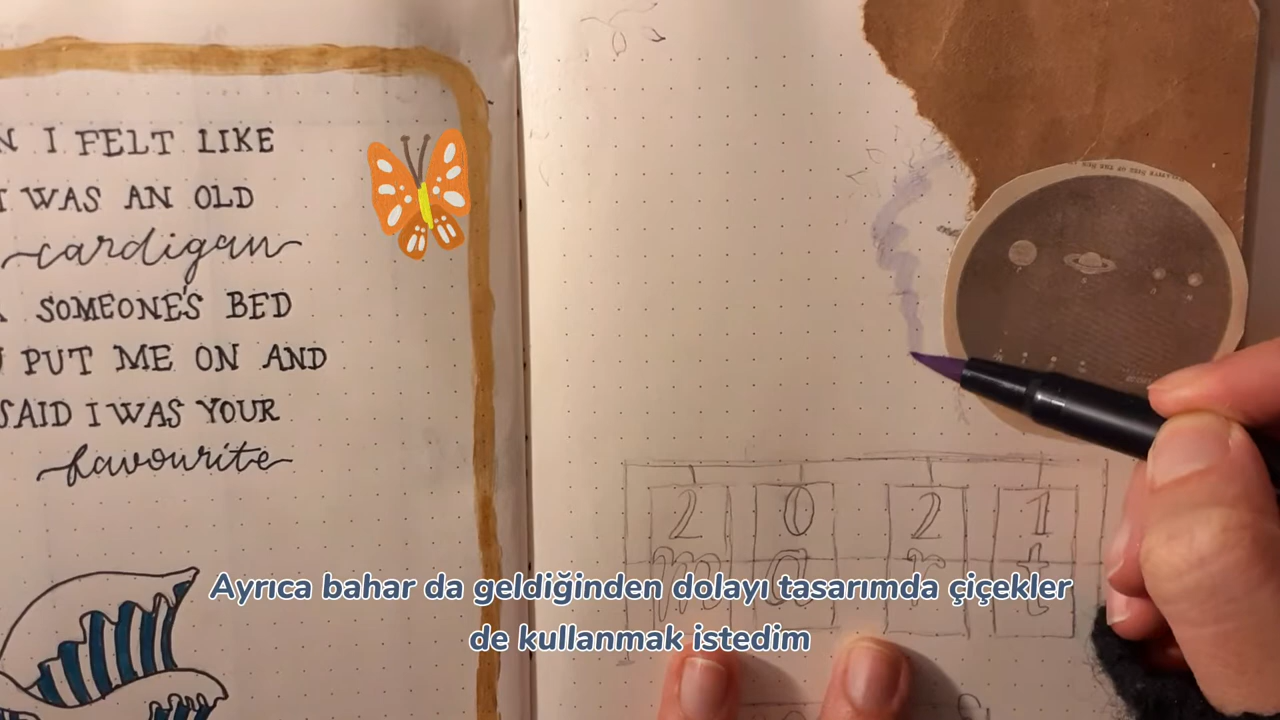 N I FELT LIKE
I WAS AN OLD
cardigan
SOMEONE'S BED
PUT ME ON AND
SAID I WAS YOUR
favourite
2 0 2 1
m a r t
Ayrıca bahar da geldiğinden dolayı tasarımda çiçekler
de kullanmak istedim